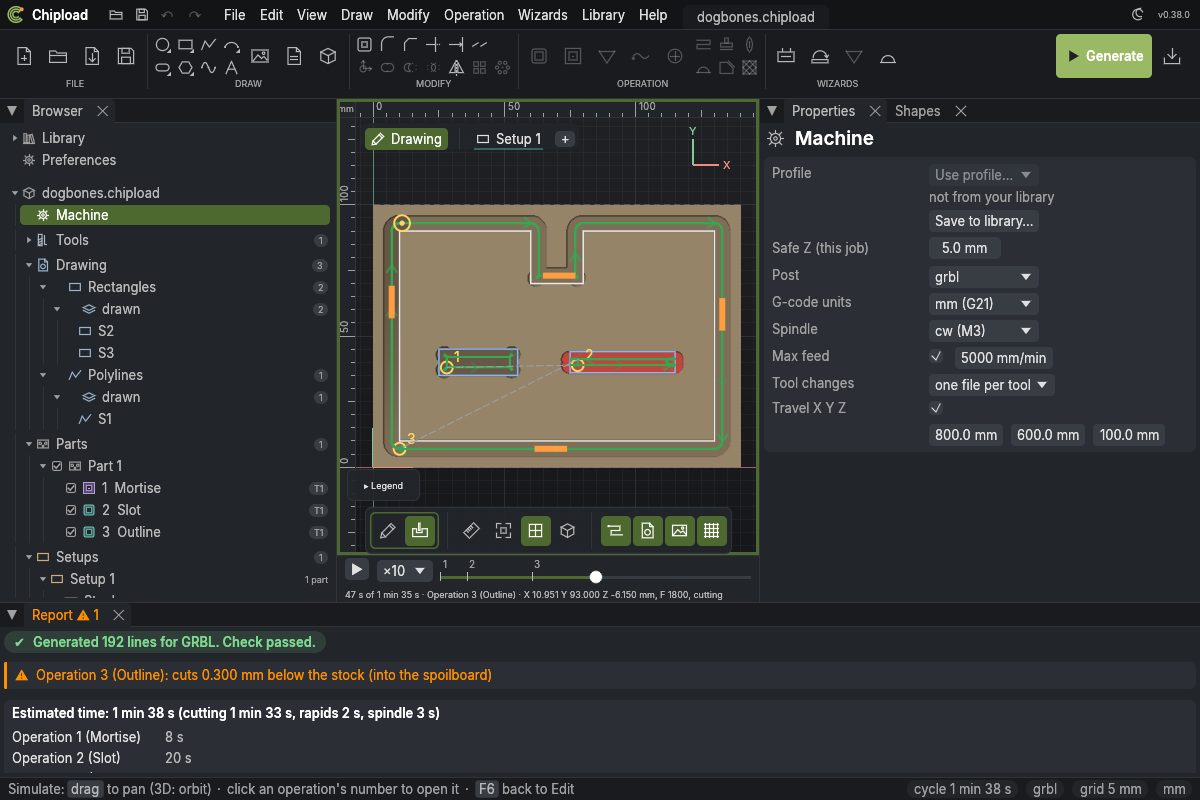 Chipload
File Edit View Draw Modify Operation Wizards Library Help
dogbones.chipload
v0.38.0
FILE
DRAW
MODIFY
OPERATION
WIZARDS
Generate
Browser
Library
Preferences
dogbones.chipload
Machine
Tools 1
Drawing 3
Rectangles 2
drawn 2
S2
S3
Polylines 1
drawn 1
S1
Parts 1
Part 1
1 Mortise T1
2 Slot T1
3 Outline T1
Setups 1
Setup 1 1 part
mm 0 50 100
Drawing
Setup 1
+
Y
X
100
50
0
1
2
3
▸ Legend
×10
1 2 3
47 s of 1 min 35 s · Operation 3 (Outline) · X 10.951 Y 93.000 Z -6.150 mm, F 1800, cutting
Properties
Shapes
Machine
Profile Use profile...
not from your library
Save to library...
Safe Z (this job) 5.0 mm
Post grbl
G-code units mm (G21)
Spindle cw (M3)
Max feed 5000 mm/min
Tool changes one file per tool
Travel X Y Z
800.0 mm 600.0 mm 100.0 mm
Report 1
✔ Generated 192 lines for GRBL. Check passed.
Operation 3 (Outline): cuts 0.300 mm below the stock (into the spoilboard)
Estimated time: 1 min 38 s (cutting 1 min 33 s, rapids 2 s, spindle 3 s)
Operation 1 (Mortise) 8 s
Operation 2 (Slot) 20 s
Simulate: drag to pan (3D: orbit) · click an operation's number to open it · F6 back to Edit
cycle 1 min 38 s grbl grid 5 mm mm